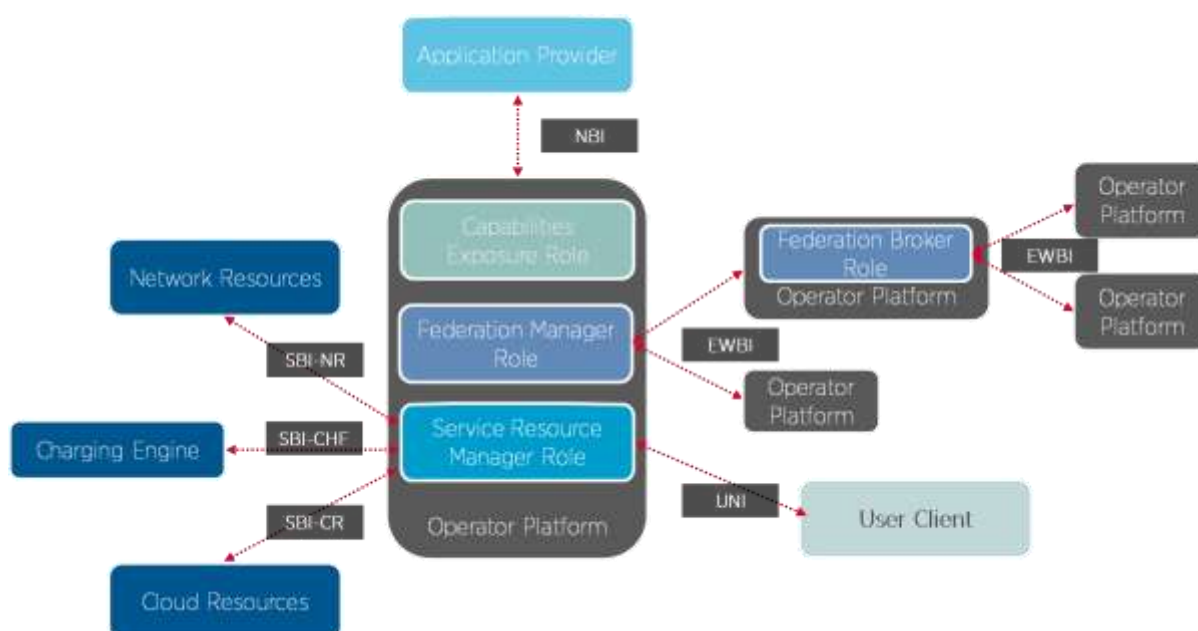 Application Provider
NBI
Capabilities
Exposure Role
Operator
Platform
Federation Broker
Role
Operator Platform
EWBI
Network Resources
Operator
Platform
Federation Manager
Role
EWBI
SBI-NR
Operator
Platform
Service Resource
Manager Role
SBI-CHF
Charging Engine
UNI
User Client
SBI-CR
Operator Platform
Cloud Resources